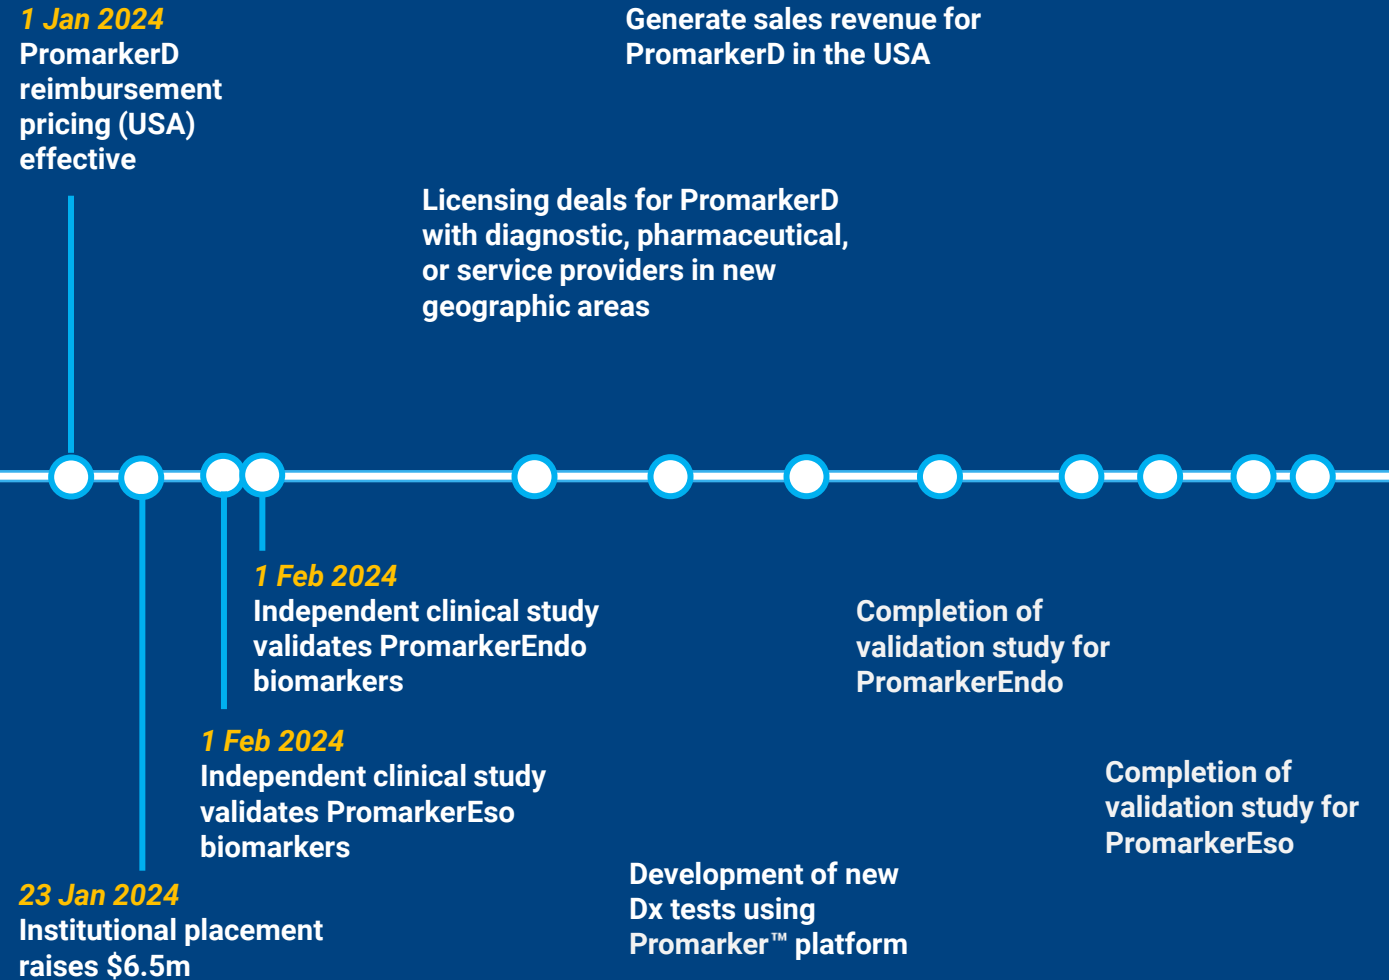 1 Jan 2024
PromarkerD
reimbursement
pricing (USA)
effective
Generate sales revenue for
PromarkerD in the USA
Licensing deals for PromarkerD
with diagnostic, pharmaceutical,
or service providers in new
geographic areas
1 Feb 2024
Independent clinical study
validates PromarkerEndo
biomarkers
1 Feb 2024
Independent clinical study
validates PromarkerEso
biomarkers
23 Jan 2024
Institutional placement
raises $6.5m
Completion of
validation study for
PromarkerEndo
Completion of
validation study for
PromarkerEso
Development of new
Dx tests using
Promarker™ platform